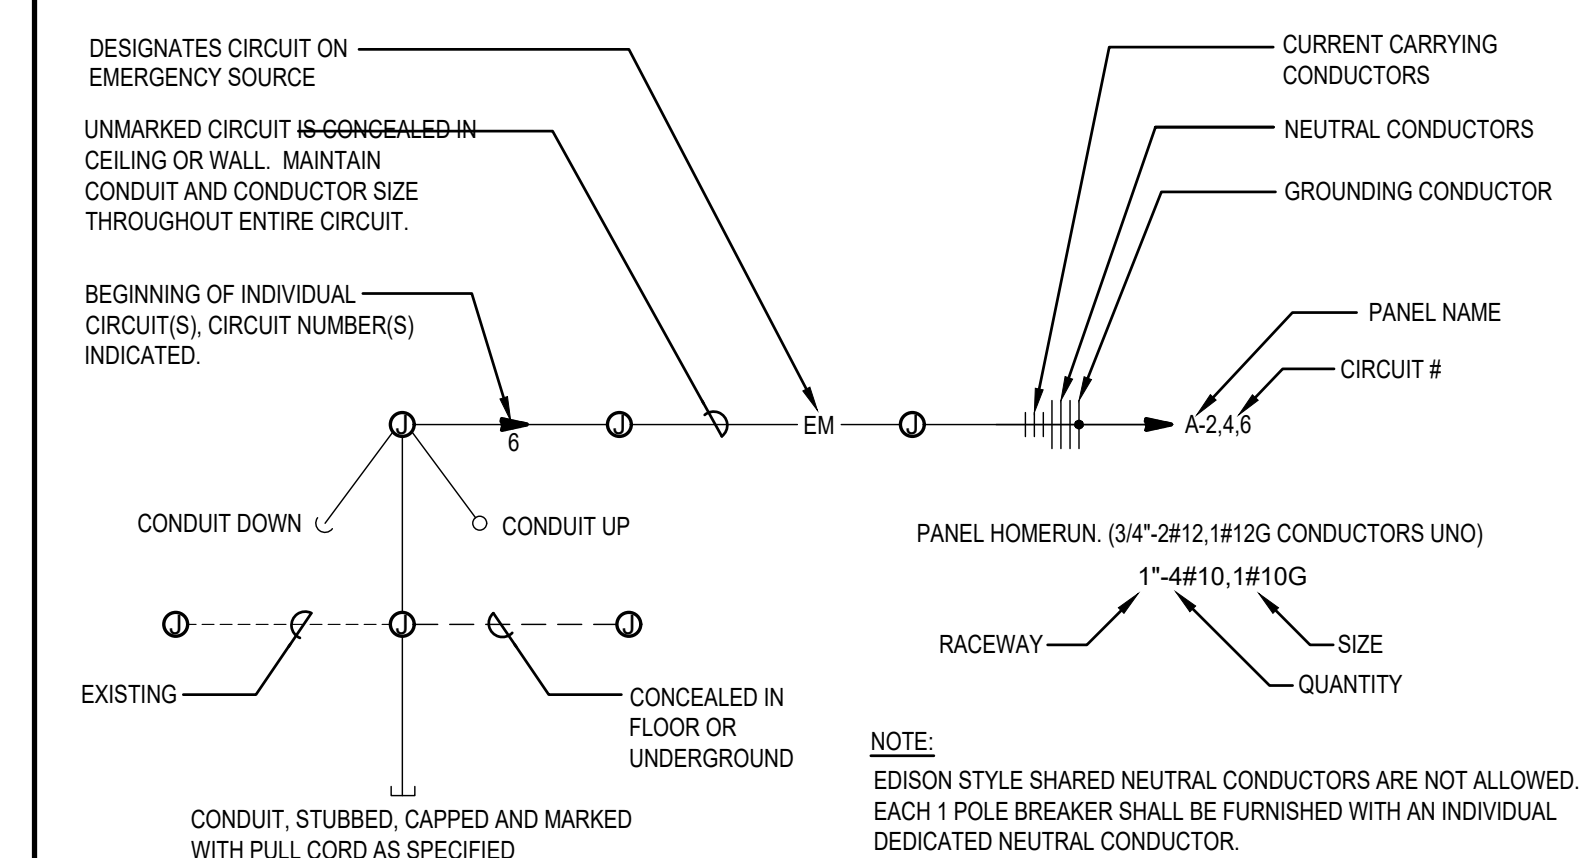 DESIGNATES CIRCUIT ON
EMERGENCY SOURCE
UNMARKED CIRCUIT IS CONCEALED IN
CEILING OR WALL. MAINTAIN
CONDUIT AND CONDUCTOR SIZE
THROUGHOUT ENTIRE CIRCUIT.
BEGINNING OF INDIVIDUAL
CIRCUIT(S), CIRCUIT NUMBER(S)
INDICATED.
CURRENT CARRYING
CONDUCTORS
NEUTRAL CONDUCTORS
GROUNDING CONDUCTOR
PANEL NAME
CIRCUIT #
J
6
J
EM
J
A-2,4,6
CONDUIT DOWN
CONDUIT UP
J
J
J
EXISTING
CONCEALED IN
FLOOR OR
UNDERGROUND
CONDUIT, STUBBED, CAPPED AND MARKED
WITH PULL CORD AS SPECIFIED
PANEL HOMERUN. (3/4"-2#12,1#12G CONDUCTORS UNO)
1"-4#10,1#10G
RACEWAY
SIZE
QUANTITY
NOTE:
EDISON STYLE SHARED NEUTRAL CONDUCTORS ARE NOT ALLOWED.
EACH 1 POLE BREAKER SHALL BE FURNISHED WITH AN INDIVIDUAL
DEDICATED NEUTRAL CONDUCTOR.